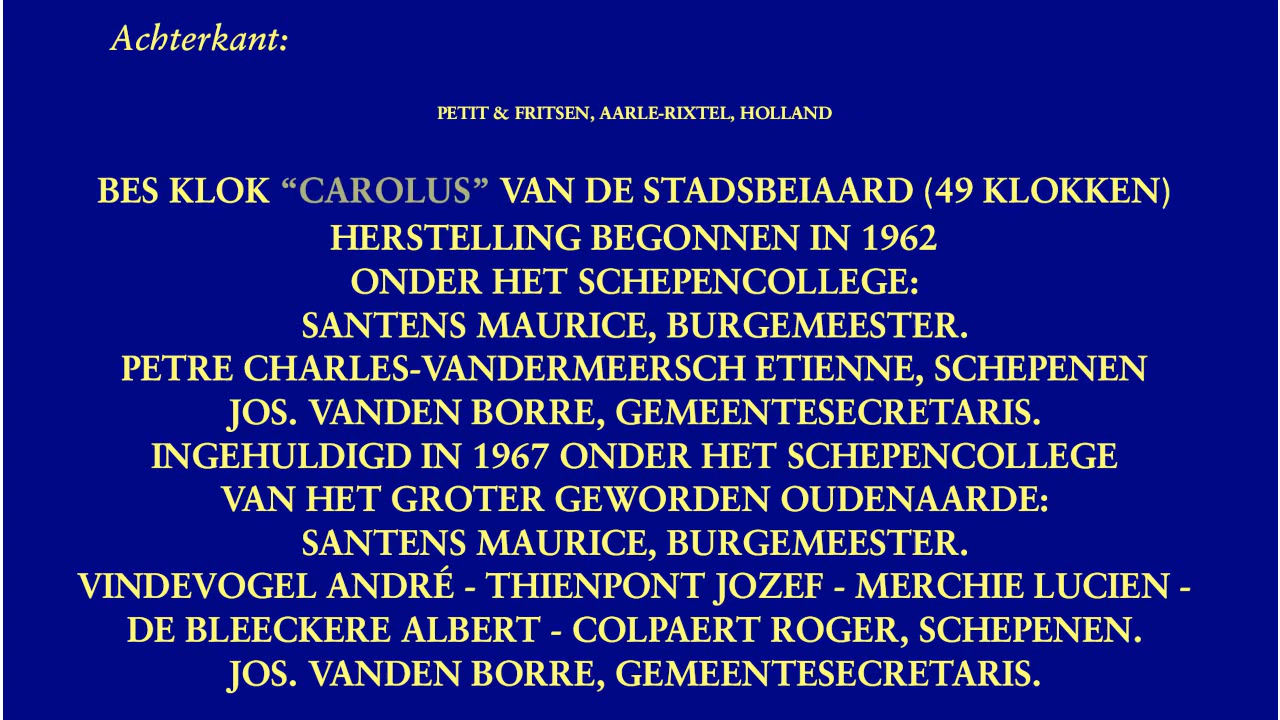 Achterkant:
PETIT & FRITSEN, AARLE-RIXTEL, HOLLAND
BES KLOK “CAROLUS” VAN DE STADSBEIAARD (49 KLOKKEN)
HERSTELLING BEGONNEN IN 1962
ONDER HET SCHEPENCOLLEGE:
SANTENS MAURICE, BURGEMEESTER.
PETRE CHARLES-VANDERMEERSCH ETIENNE, SCHEPENEN
JOS. VANDEN BORRE, GEMEENTESECRETARIS.
INGEHULDIGD IN 1967 ONDER HET SCHEPENCOLLEGE
VAN HET GROTER GEWORDEN OUDENAARDE:
SANTENS MAURICE, BURGEMEESTER.
VINDEVOGEL ANDRÉ - THIENPONT JOZEF - MERCHIE LUCIEN -
DE BLEECKERE ALBERT - COLPAERT ROGER, SCHEPENEN.
JOS. VANDEN BORRE, GEMEENTESECRETARIS.